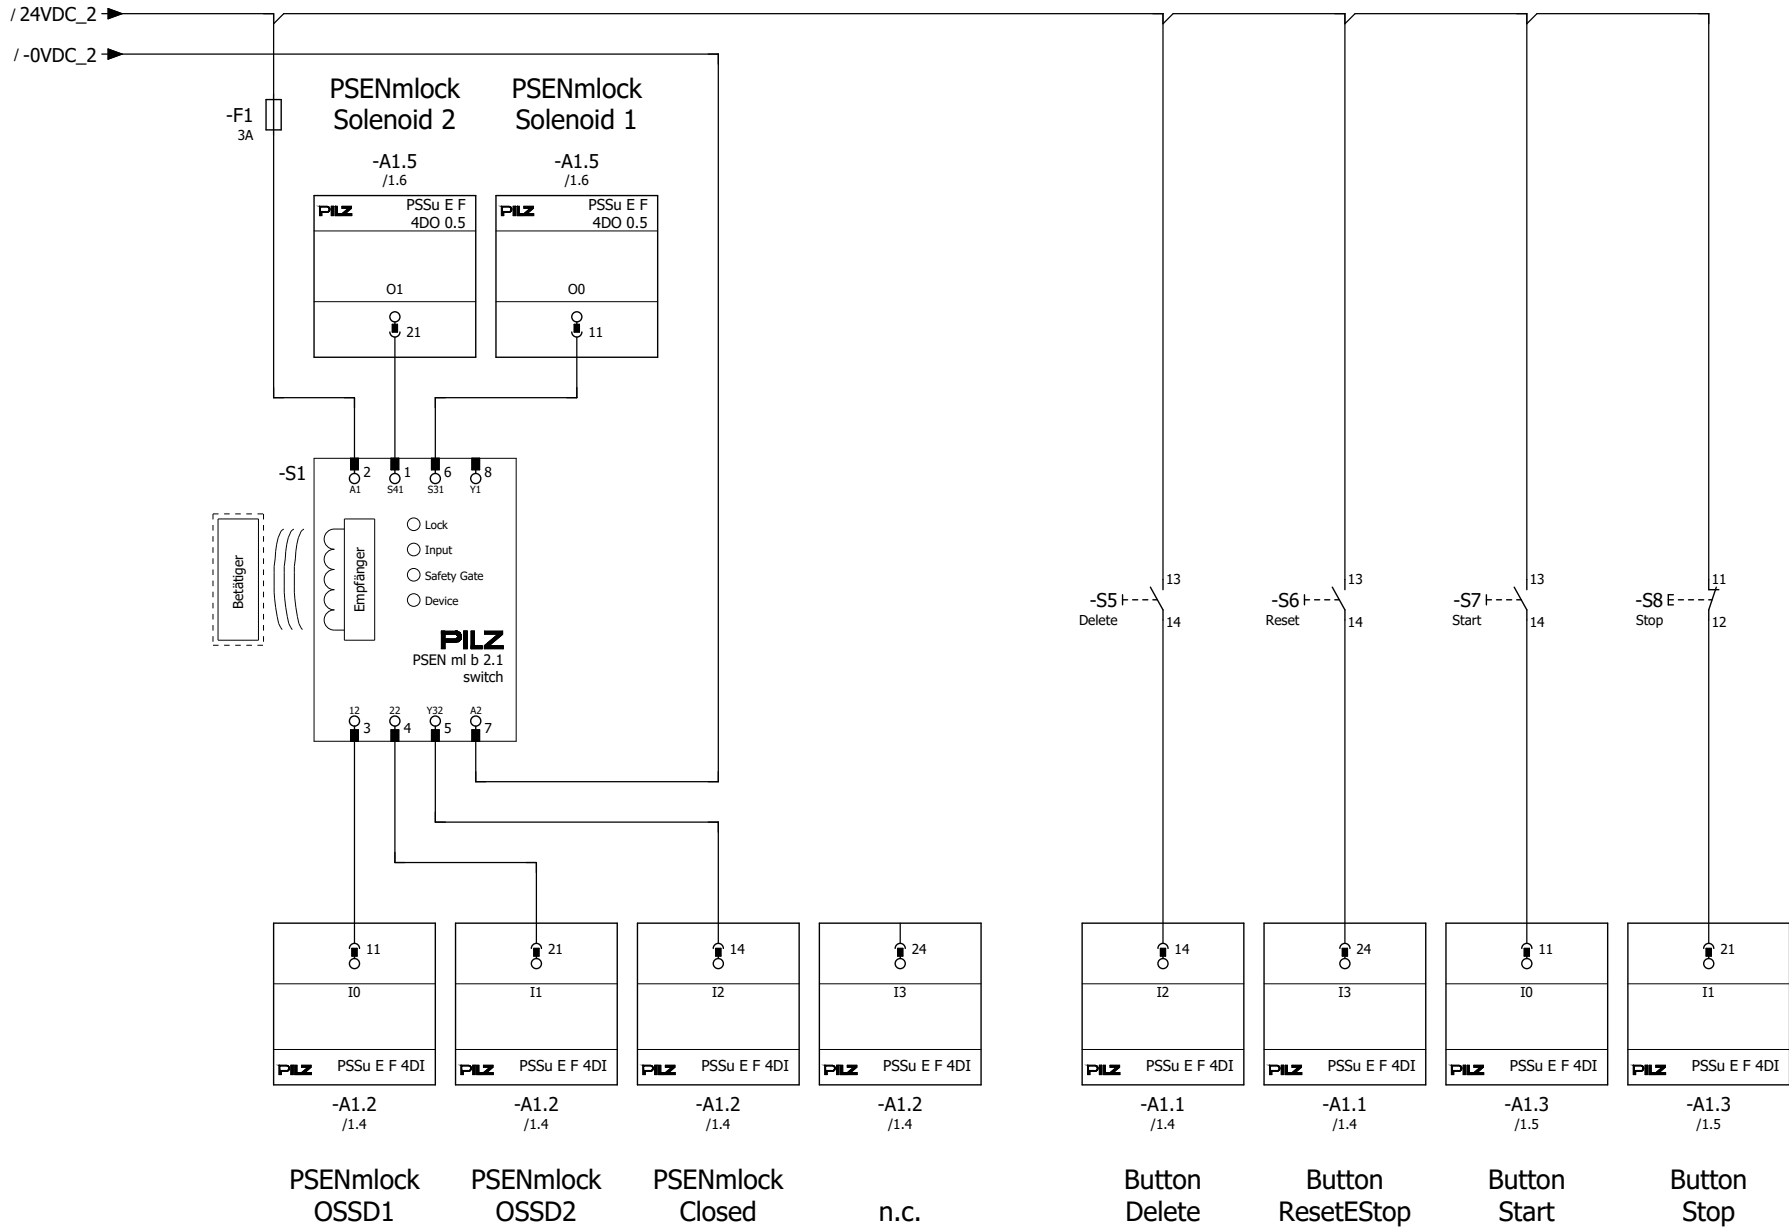 / 24VDC_2
/ -0VDC_2
PSENmlock
Solenoid 2
PSENmlock
Solenoid 1
-F1
3A
-A1.5
/1.6
-A1.5
/1.6
PILZ
PSSu E F
4DO 0.5
PILZ
PSSu E F
4DO 0.5
O1
O0
21
11
-S1
2
1
6
8
A1
S41
S31
Y1
Betätiger
Empfänger
Lock
Input
Safety Gate
Device
PILZ
PSEN ml b 2.1
switch
12
22
Y32
A2
3
4
5
7
-S5
Delete
13
14
-S6
Reset
13
14
-S7
Start
13
14
-S8
Stop
11
12
11
21
14
24
14
24
11
21
I0
I1
I2
I3
I2
I3
I0
I1
PILZ PSSu E F 4DI
PILZ PSSu E F 4DI
PILZ PSSu E F 4DI
PILZ PSSu E F 4DI
PILZ PSSu E F 4DI
PILZ PSSu E F 4DI
PILZ PSSu E F 4DI
PILZ PSSu E F 4DI
-A1.2
/1.4
-A1.2
/1.4
-A1.2
/1.4
-A1.2
/1.4
-A1.1
/1.4
-A1.1
/1.4
-A1.3
/1.5
-A1.3
/1.5
PSENmlock
OSSD1
PSENmlock
OSSD2
PSENmlock
Closed
n.c.
Button
Delete
Button
ResetEStop
Button
Start
Button
Stop